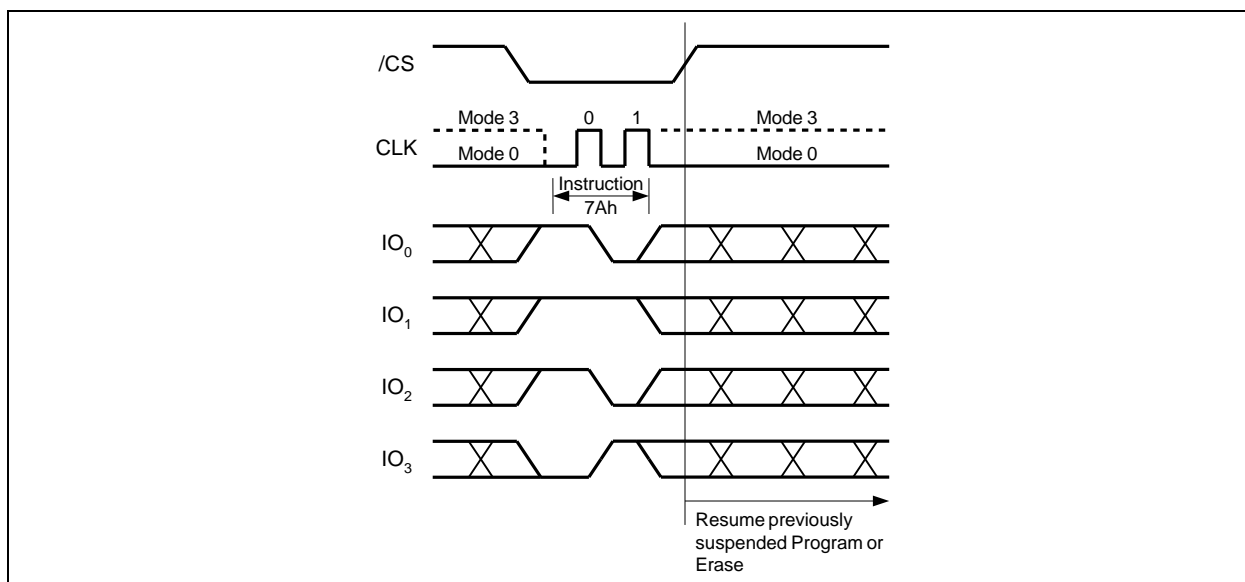 /CS
Mode 3 0 1 Mode 3
CLK
Mode 0 Mode 0
Instruction
7Ah
IO0
IO1
IO2
IO3
Resume previously
suspended Program or
Erase